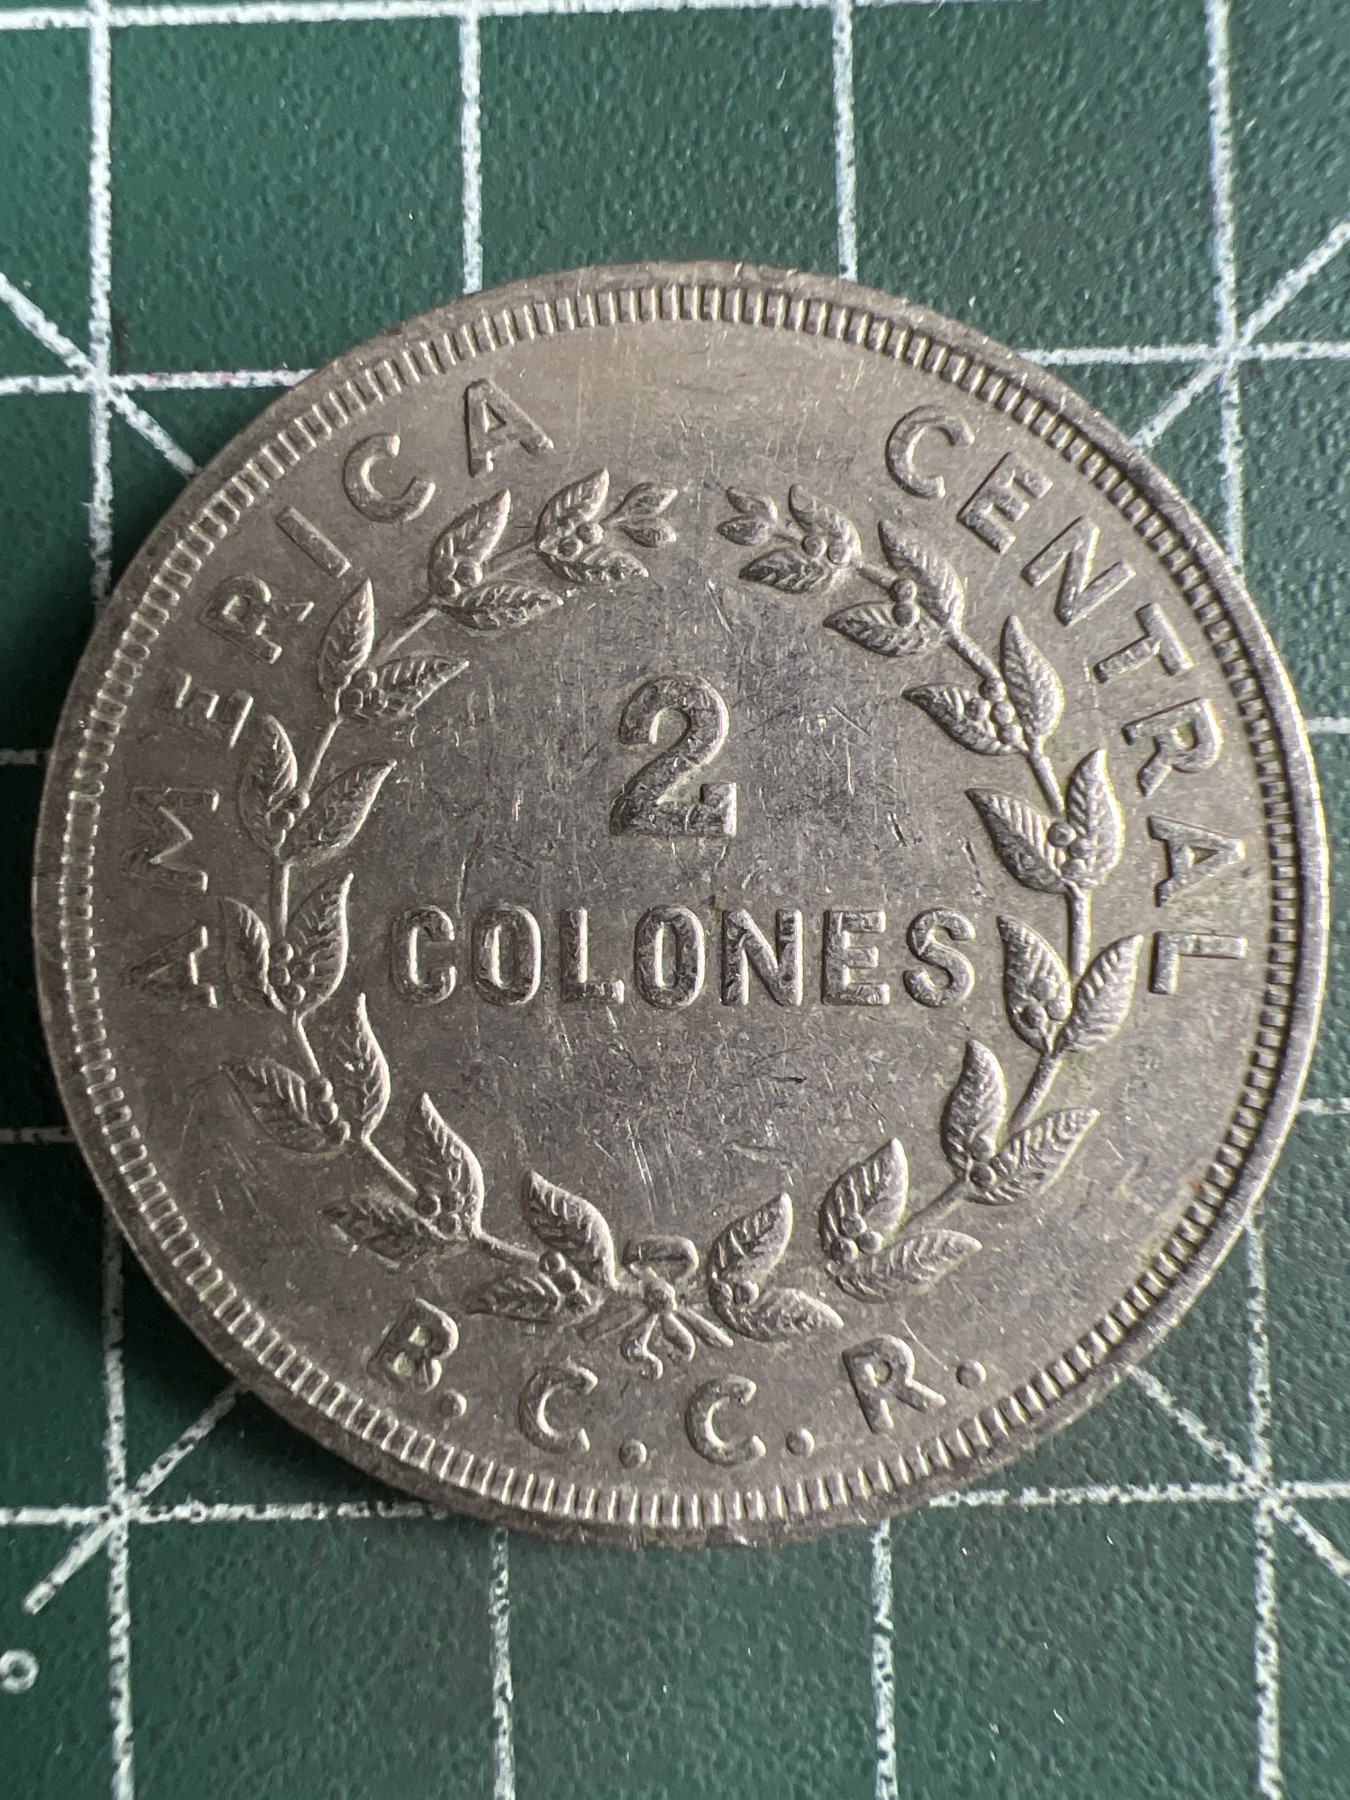 AMERICA CENTRAL
2
COLONES
B.C.C.R.